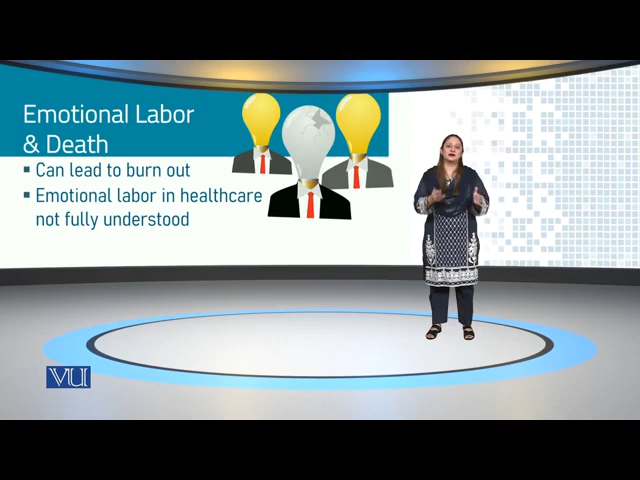 Emotional Labor
& Death
▪ Can lead to burn out
▪ Emotional labor in healthcare
not fully understood
VU